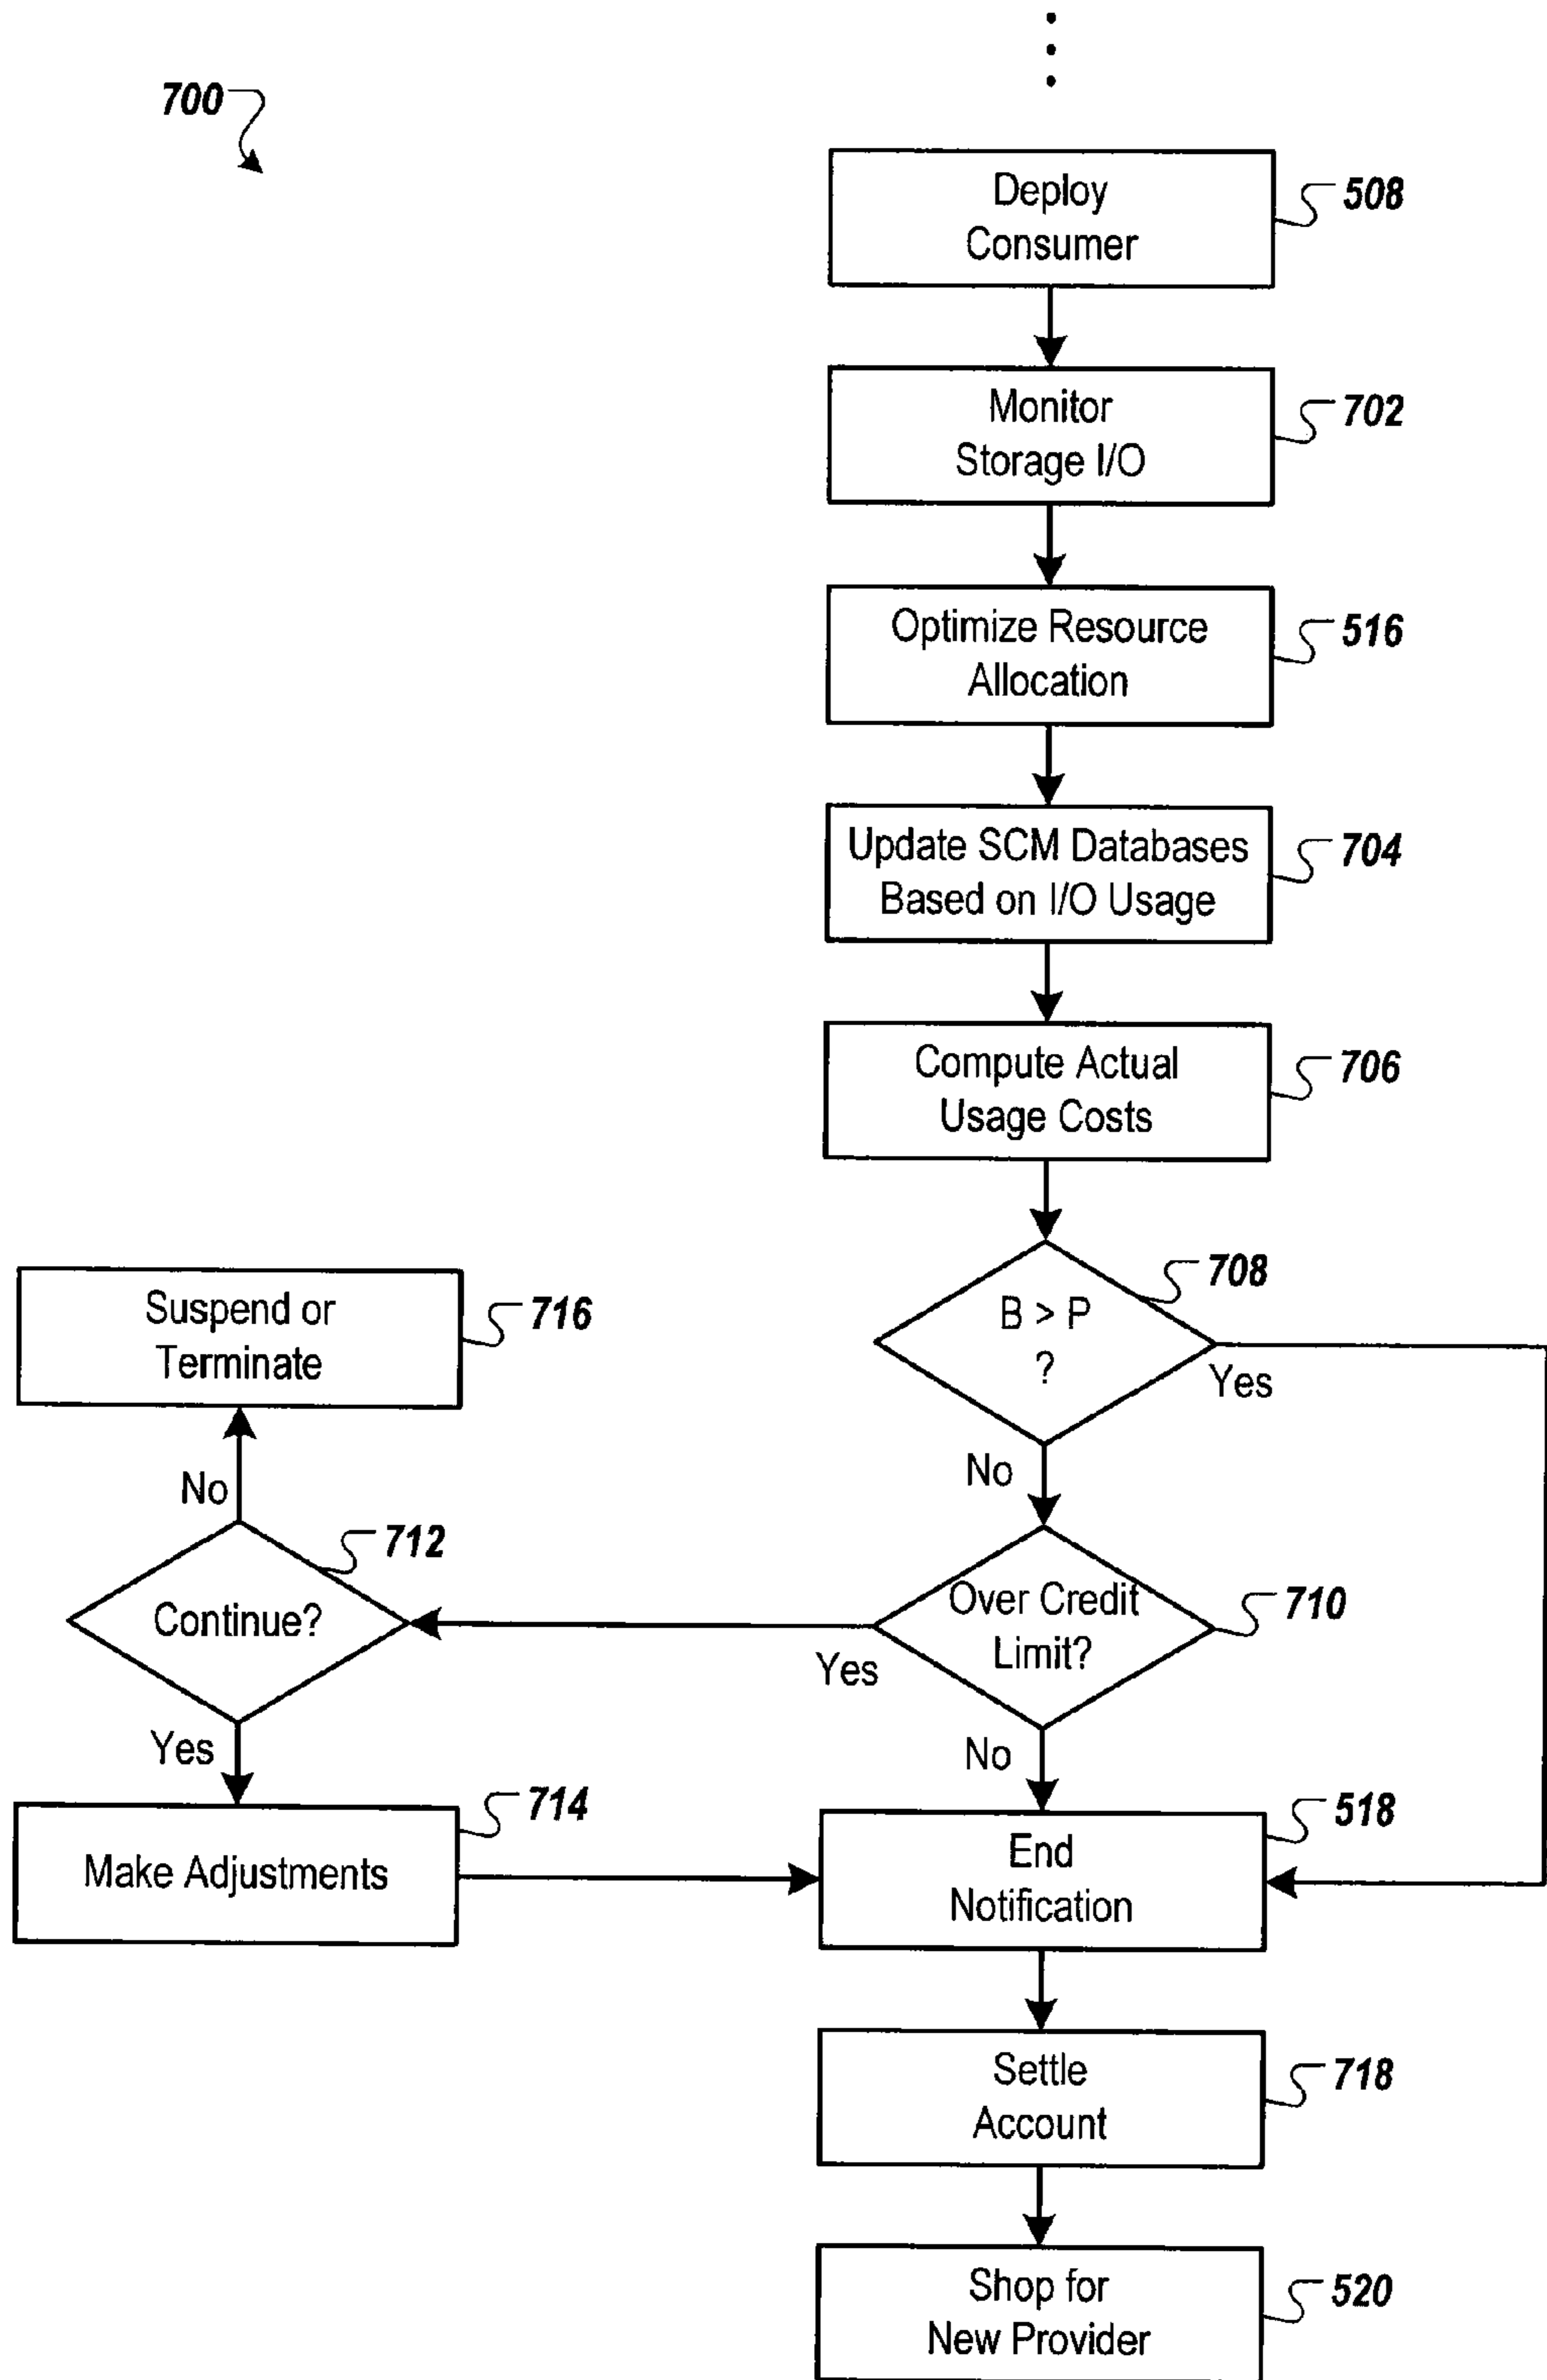 700
Deploy
Consumer
508
Monitor
Storage I/O
702
Optimize Resource
Allocation
516
Update SCM Databases
Based on I/O Usage
704
Compute Actual
Usage Costs
706
B > P
?
708
Yes
No
Suspend or
Terminate
716
No
Continue?
712
Over Credit
Limit?
710
Yes
Yes
No
Make Adjustments
714
End
Notification
518
Settle
Account
718
Shop for
New Provider
520